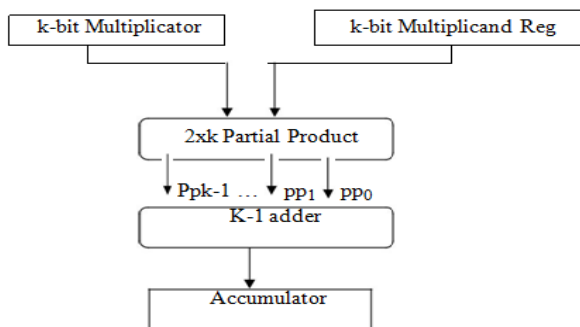 k-bit Multiplicator
k-bit Multiplicand Reg
2xk Partial Product
Ppk-1 ... pp₁ pp₀
K-1 adder
Accumulator